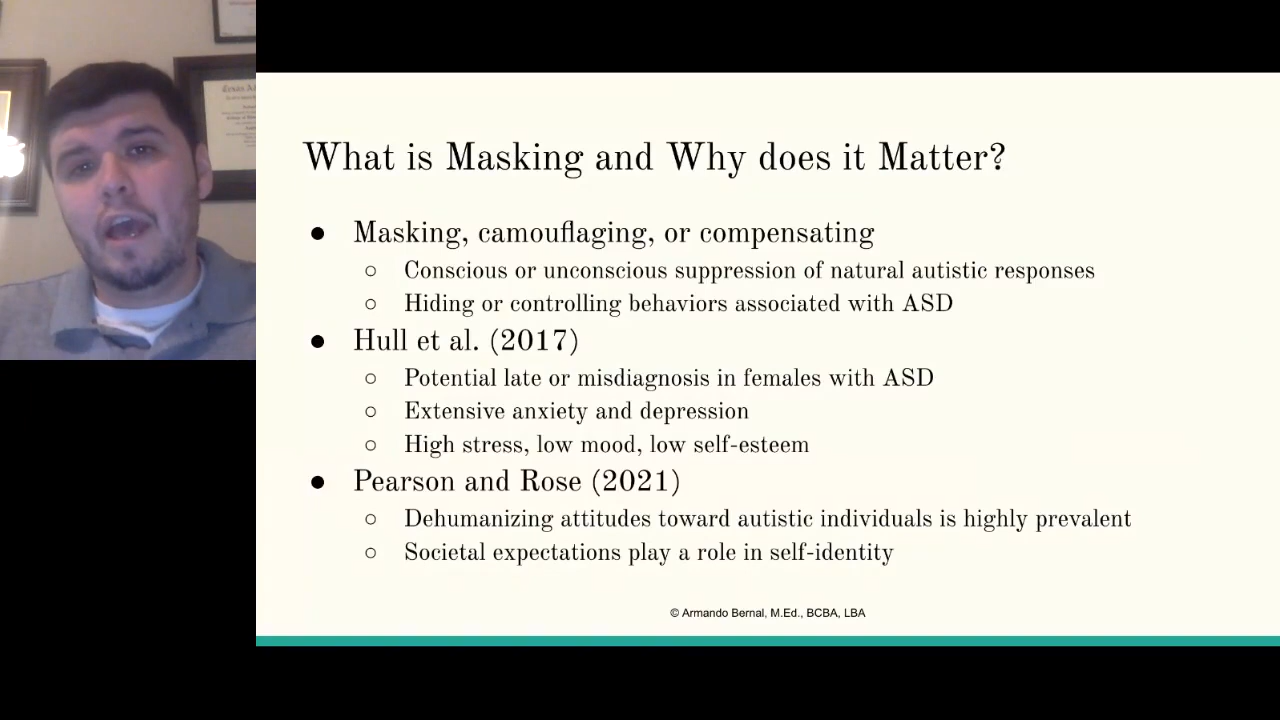 What is Masking and Why does it Matter?
● Masking, camouflaging, or compensating
○ Conscious or unconscious suppression of natural autistic responses
○ Hiding or controlling behaviors associated with ASD
● Hull et al. (2017)
○ Potential late or misdiagnosis in females with ASD
○ Extensive anxiety and depression
○ High stress, low mood, low self-esteem
● Pearson and Rose (2021)
○ Dehumanizing attitudes toward autistic individuals is highly prevalent
○ Societal expectations play a role in self-identity
© Armando Bernal, M.Ed., BCBA, LBA